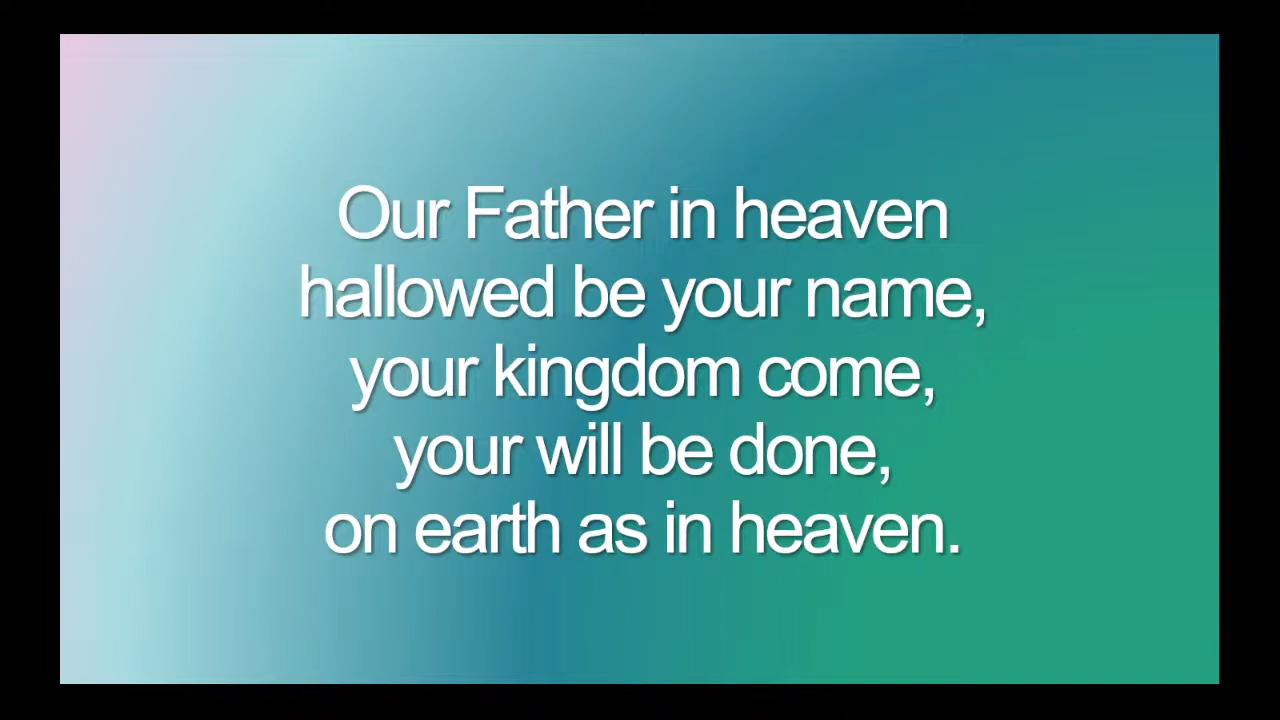 Our Father in heaven
hallowed be your name,
your kingdom come,
your will be done,
on earth as in heaven.